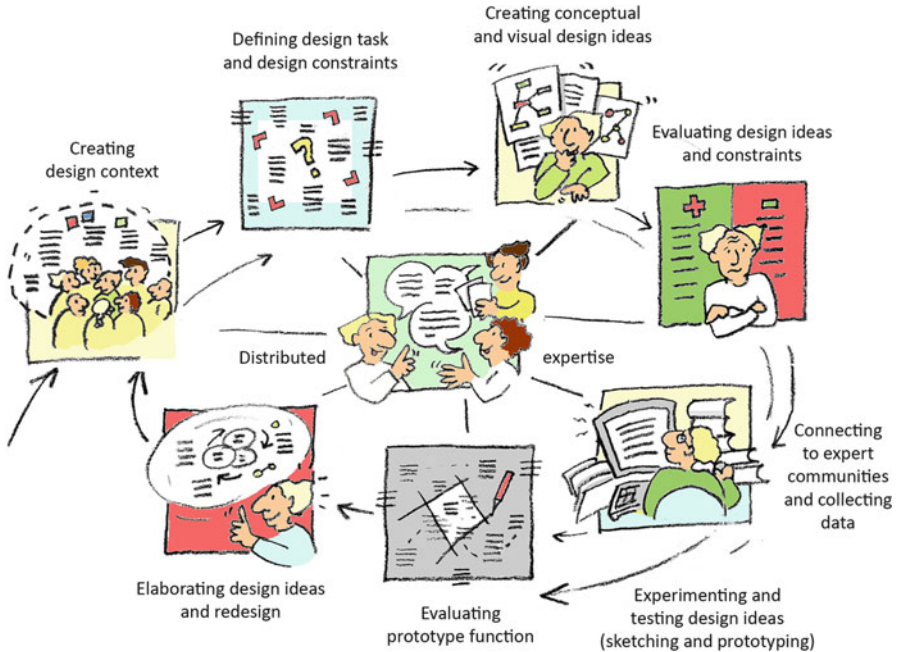 Creating conceptual
and visual design ideas
Defining design task
and design constraints
Evaluating design ideas
and constraints
Creating
design context
Distributed
expertise
Connecting
to expert
communities
and collecting
data
Elaborating design ideas
and redesign
Evaluating
prototype function
Experimenting and
testing design ideas
(sketching and prototyping)